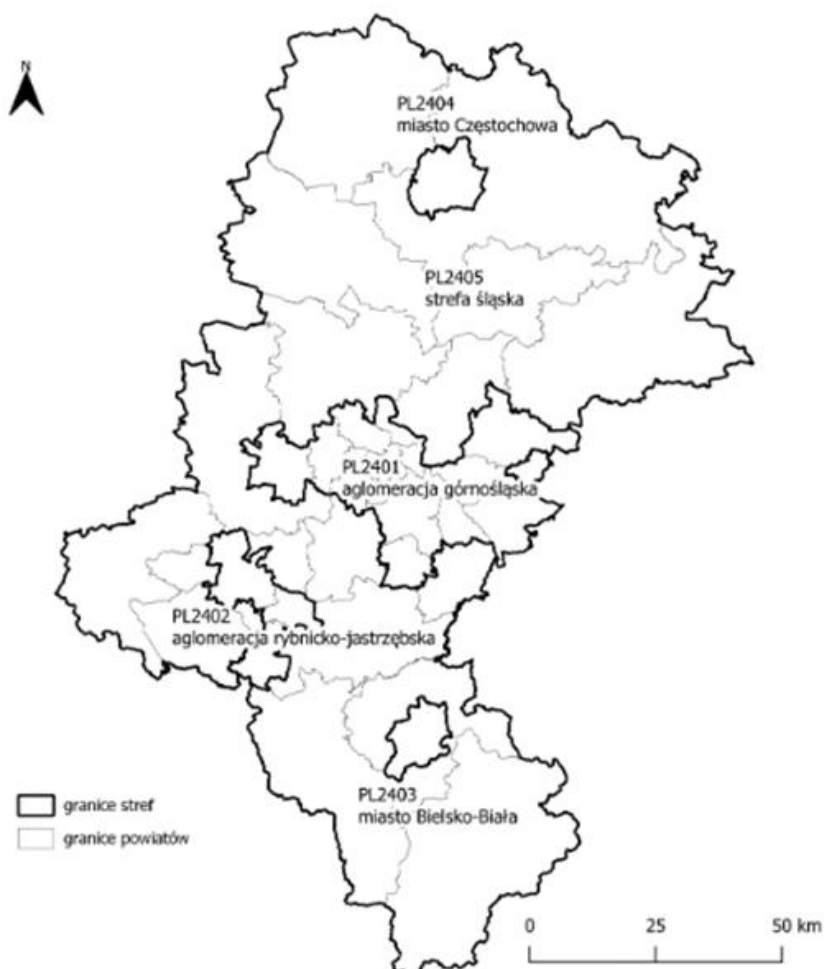 N
PL2404
miasto Częstochowa
PL2405
strefa śląska
PL2401
aglomeracja górnośląska
PL2402
aglomeracja rybnicko-jastrzębska
PL2403
miasto Bielsko-Biała
granice stref
granice powiatów
0 25 50 km